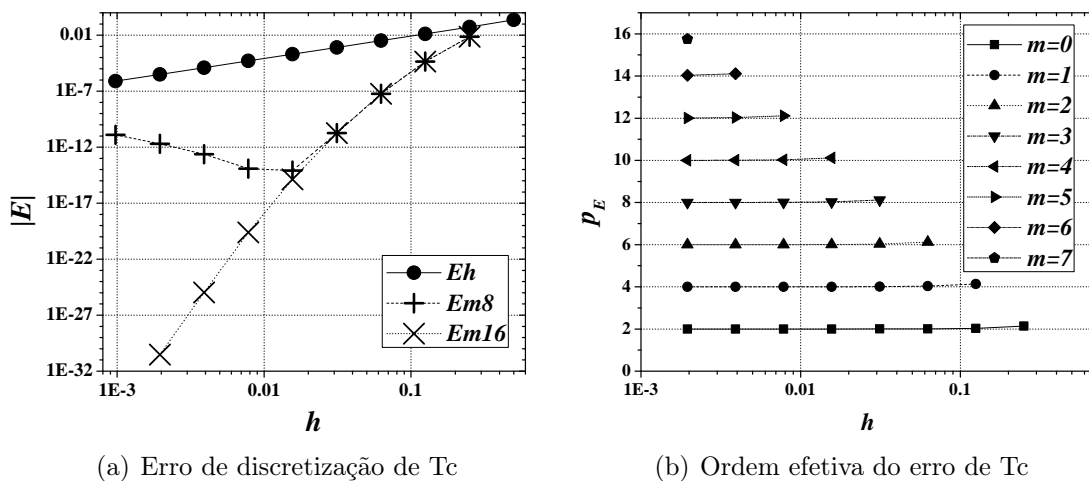 0.01
1E-7
1E-12
1E-17
1E-22
1E-27
1E-32
|E|
1E-3
0.01
0.1
h
Eh
Em8
Em16
(a) Erro de discretização de Tc
16
14
12
10
8
6
4
2
0
p_E
1E-3
0.01
0.1
h
m=0
m=1
m=2
m=3
m=4
m=5
m=6
m=7
(b) Ordem efetiva do erro de Tc